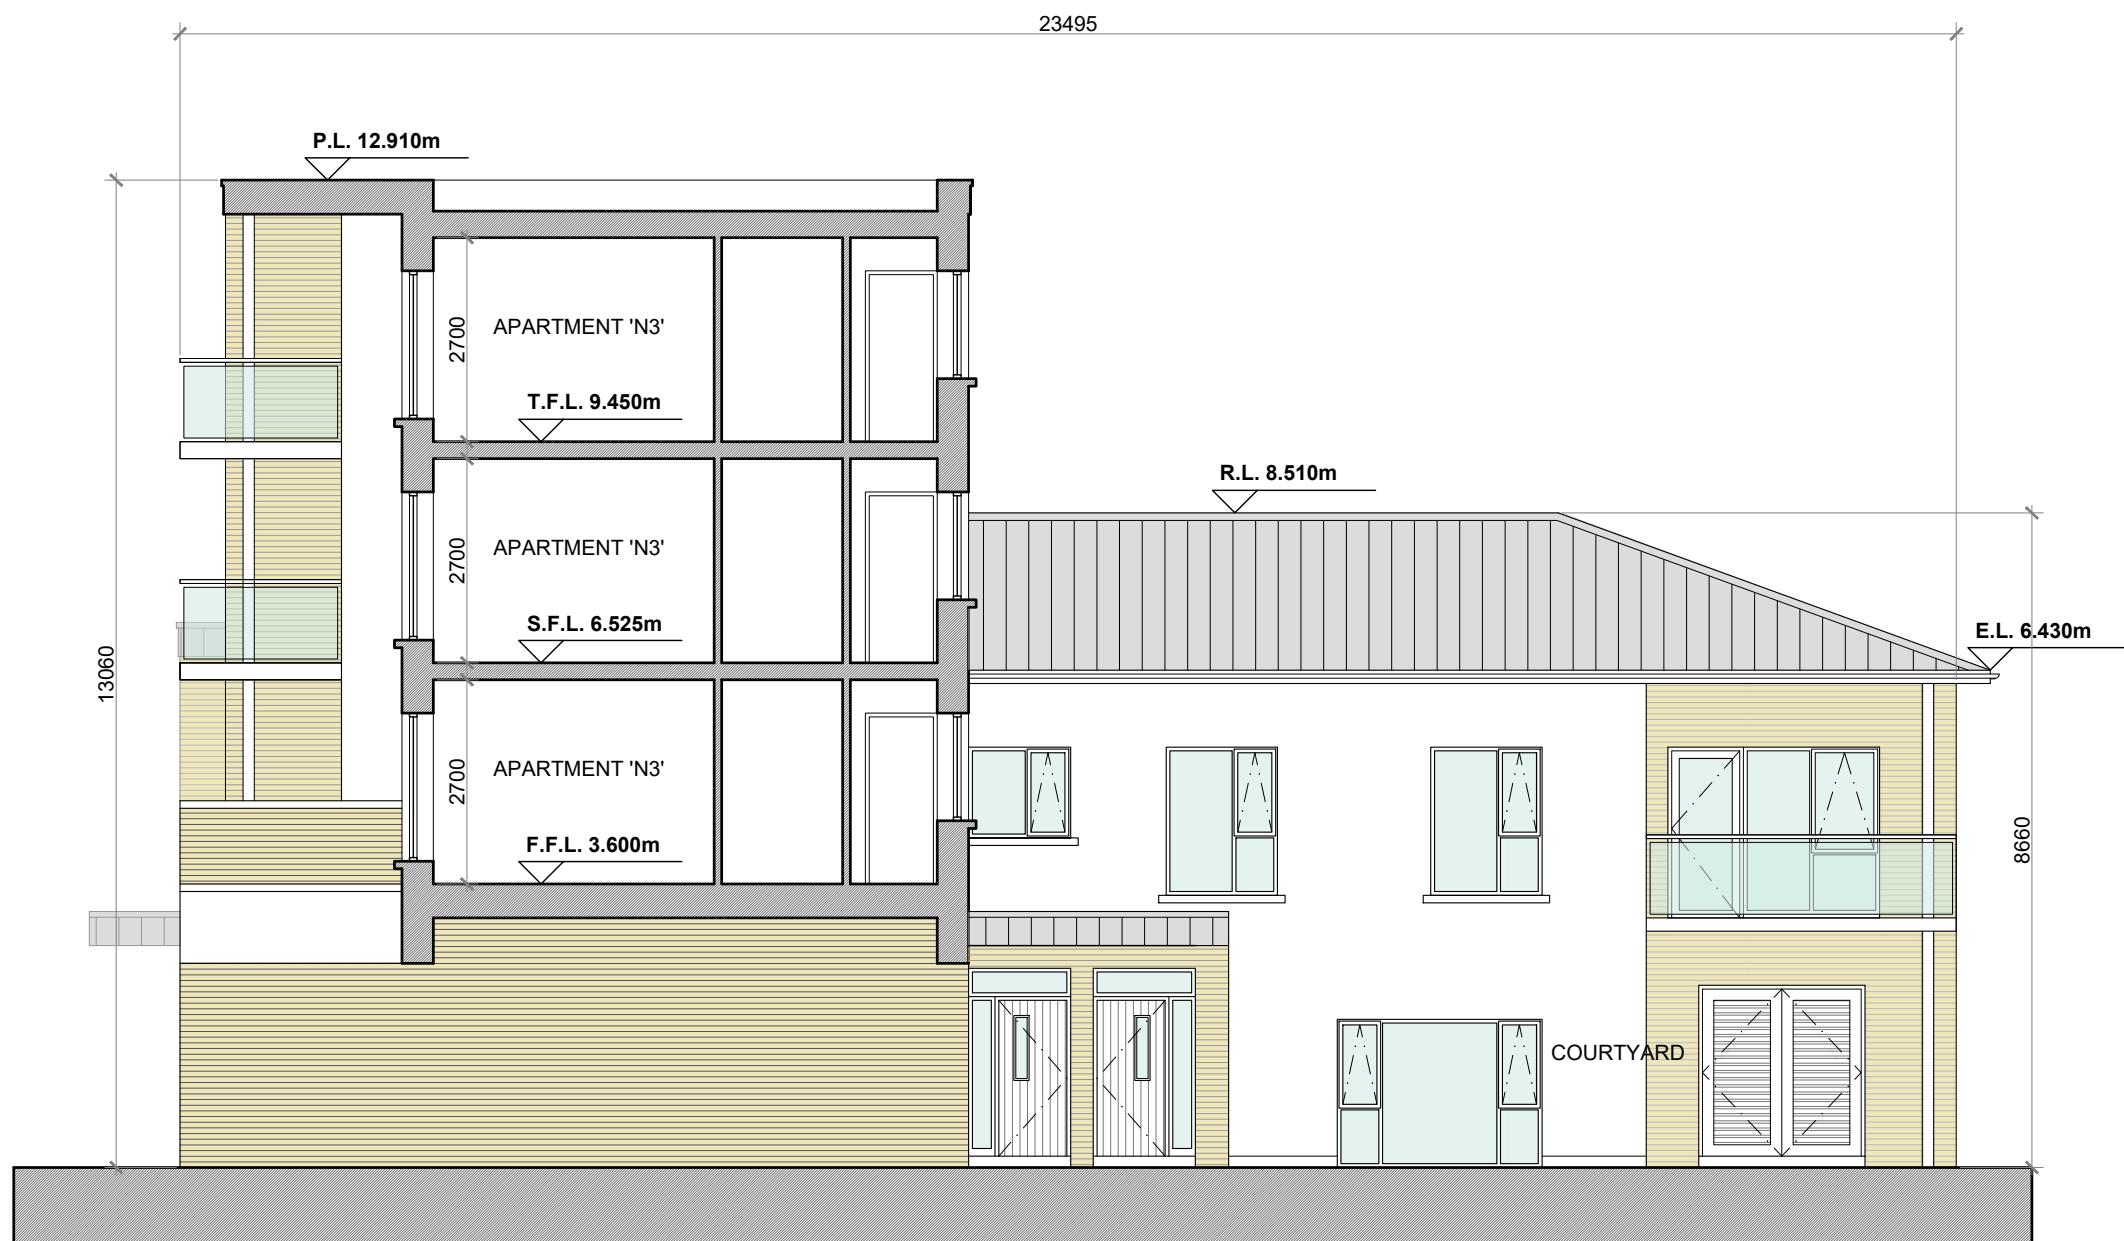 23495
P.L. 12.910m
2700
APARTMENT 'N3'
T.F.L. 9.450m
R.L. 8.510m
2700
APARTMENT 'N3'
S.F.L. 6.525m
E.L. 6.430m
13060
2700
APARTMENT 'N3'
F.F.L. 3.600m
8660
COURTYARD